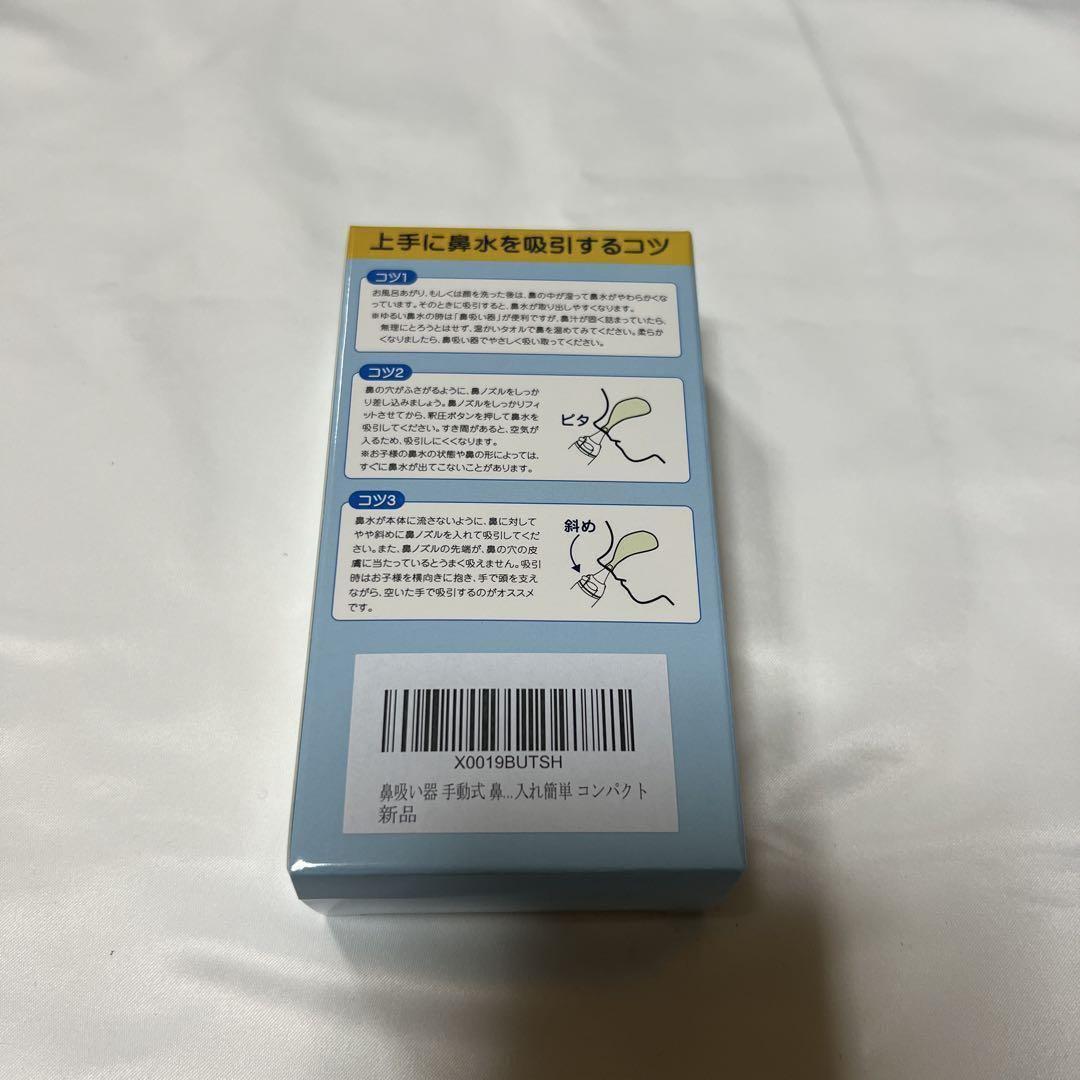 上手に鼻水を吸引するコツ
コツ1
お風呂あがり、もしくは顔を洗った後は、鼻の中が湿って鼻水がやわらかくな
っています。そのときに吸引すると、鼻水が取り出しやすくなります。
※ゆるい鼻水の時は「鼻吸い器」が便利ですが、鼻汁が固く詰まっていたら、
無理にとろうとはせず、温かいタオルで鼻を温めてみてください。柔らか
くなりましたら、鼻吸い器でやさしく吸い取ってください。
コツ2
鼻の穴がふさがるように、鼻ノズルをしっか
り差し込みましょう。鼻ノズルをしっかりフィ
ットさせてから、釈圧ボタンを押して鼻水を
吸引してください。すき間があると、空気が
入るため、吸引しにくくなります。
※お子様の鼻水の状態や鼻の形によっては、
すぐに鼻水が出てこないことがあります。
ピタ
コツ3
鼻水が本体に流さないように、鼻に対して
やや斜めに鼻ノズルを入れて吸引してくだ
さい。また、鼻ノズルの先端が、鼻の穴の皮
膚に当たっているとうまく吸えません。吸引
時はお子様を横向きに抱き、手で頭を支え
ながら、空いた手で吸引するのがオススメ
です。
斜め
X0019BUTSH
鼻吸い器 手動式 鼻...入れ簡単 コンパクト
新品